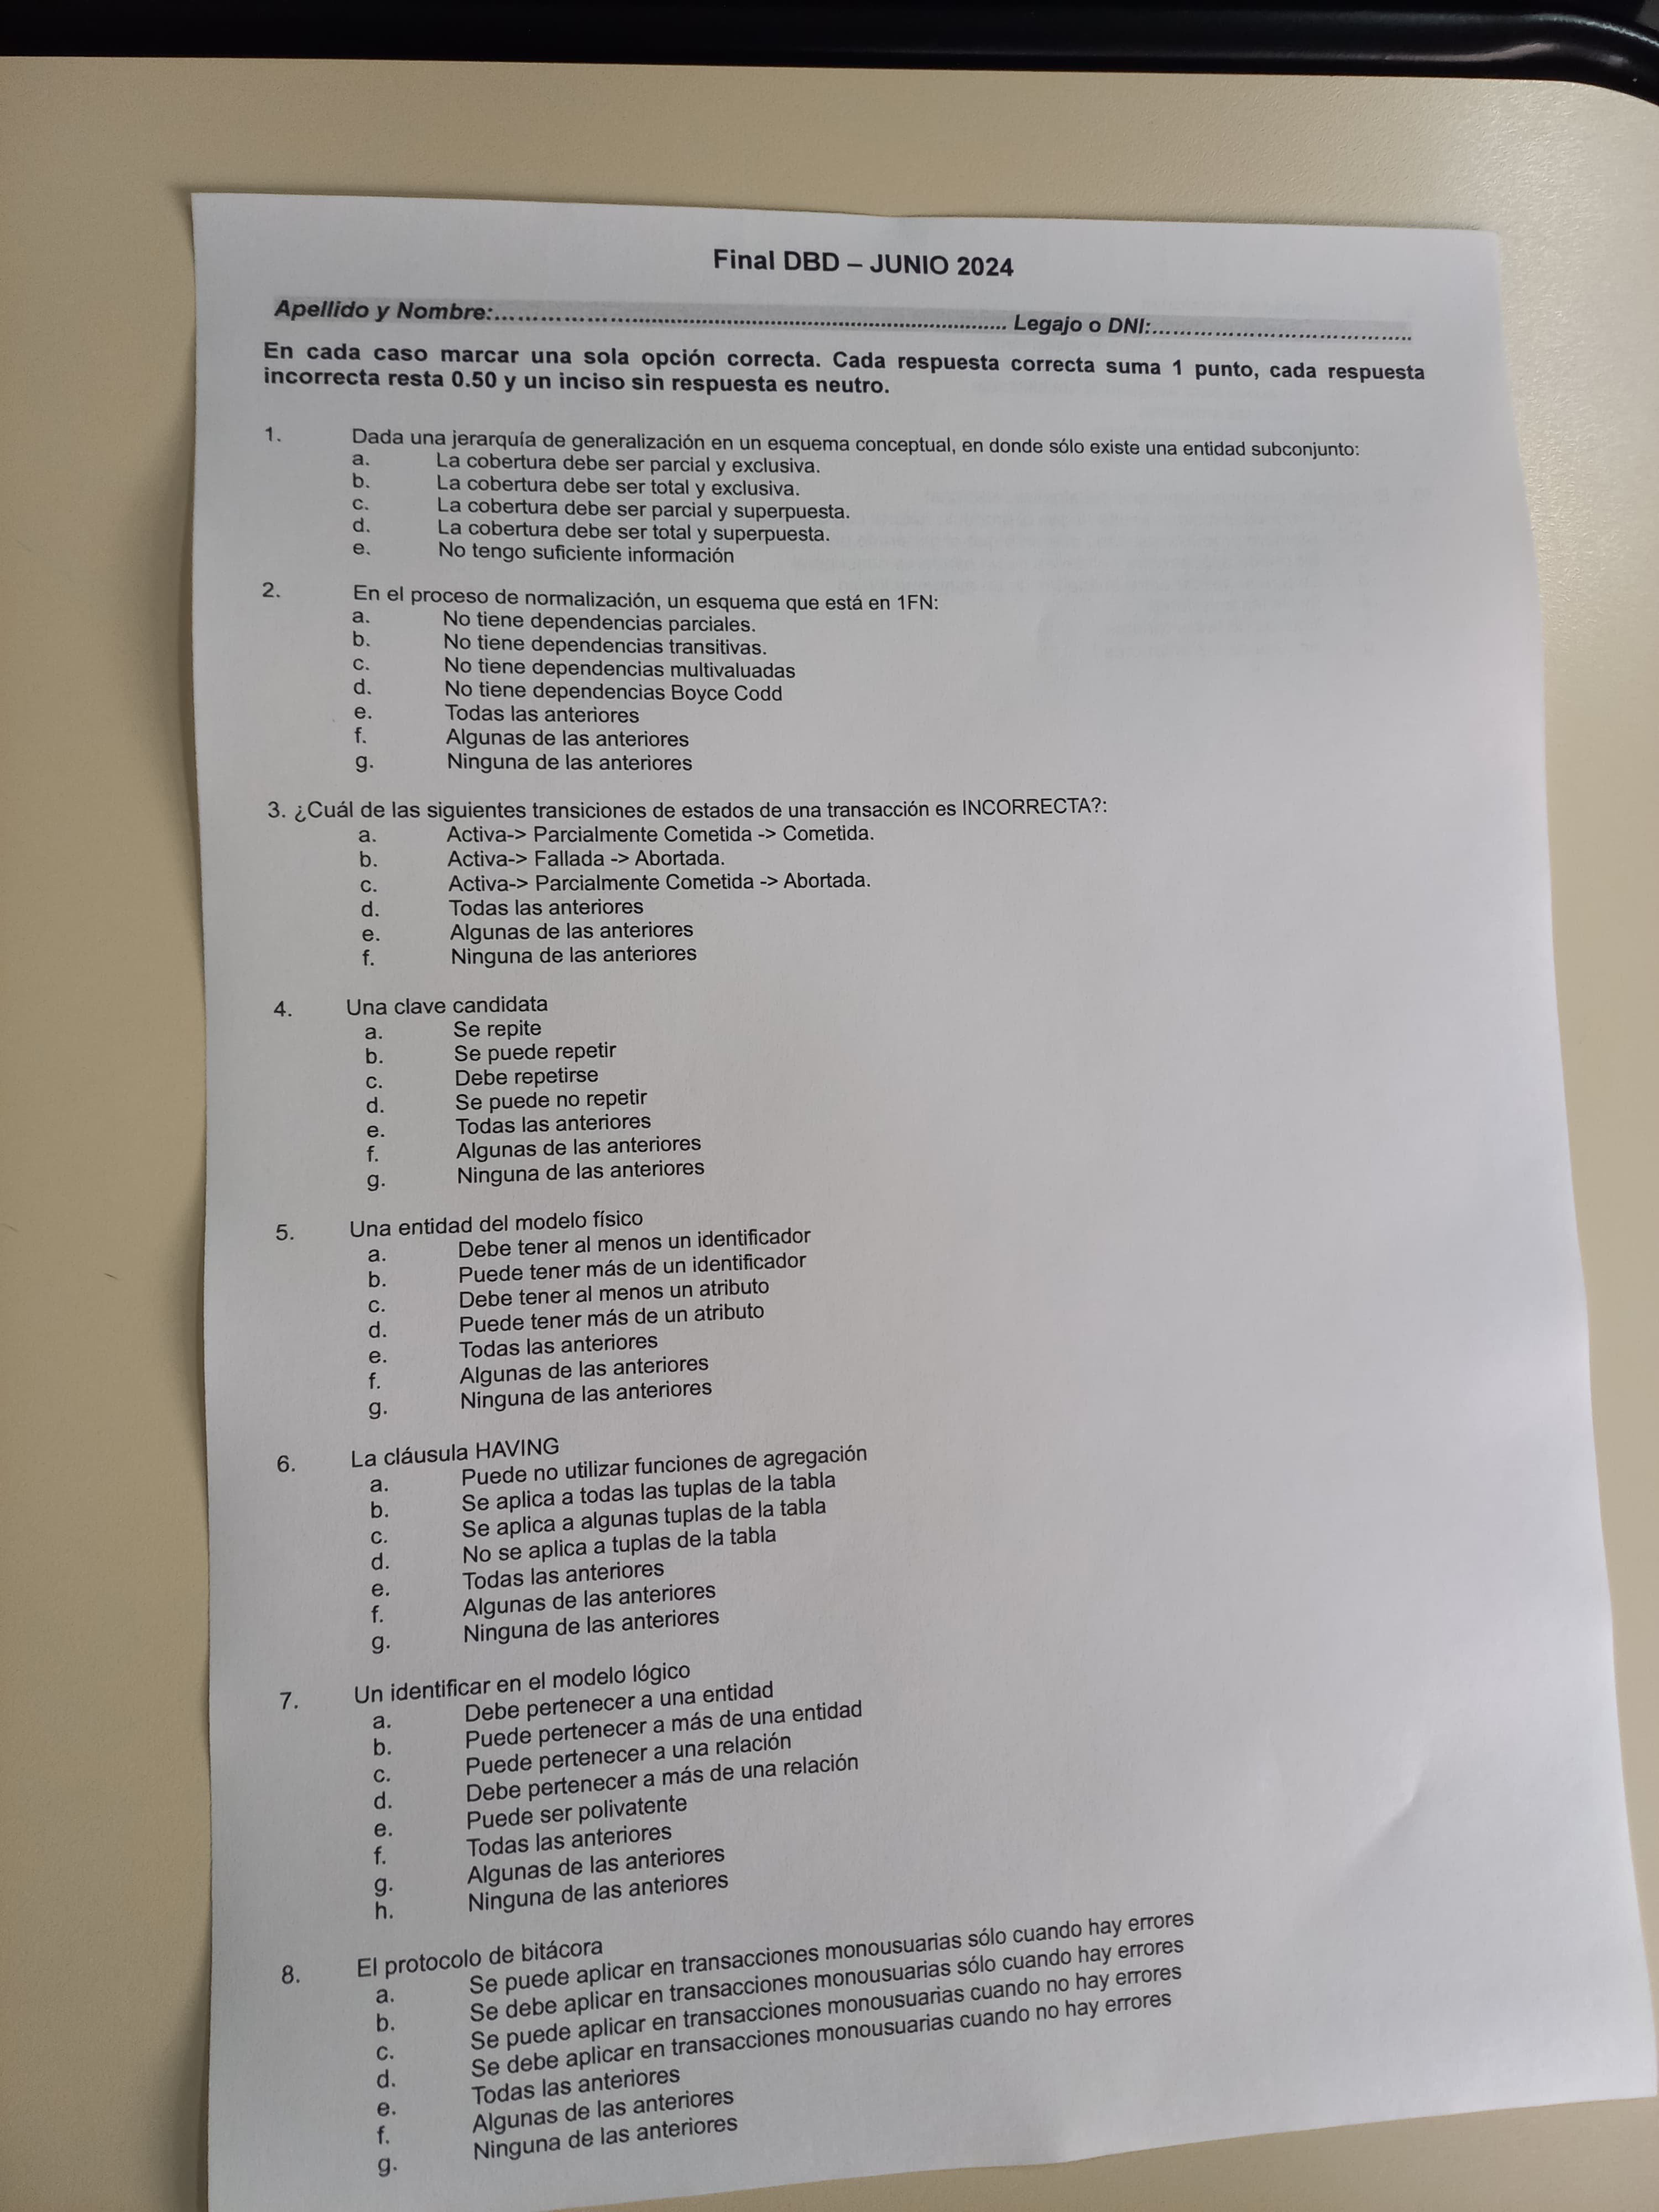 Final DBD – JUNIO 2024
Apellido y Nombre:........................................................................ Legajo o DNI:....................................
En cada caso marcar una sola opción correcta. Cada respuesta correcta suma 1 punto, cada respuesta
incorrecta resta 0.50 y un inciso sin respuesta es neutro.
1. Dada una jerarquía de generalización en un esquema conceptual, en donde sólo existe una entidad subconjunto:
a. La cobertura debe ser parcial y exclusiva.
b. La cobertura debe ser total y exclusiva.
c. La cobertura debe ser parcial y superpuesta.
d. La cobertura debe ser total y superpuesta.
e. No tengo suficiente información
2. En el proceso de normalización, un esquema que está en 1FN:
a. No tiene dependencias parciales.
b. No tiene dependencias transitivas.
c. No tiene dependencias multivaluadas
d. No tiene dependencias Boyce Codd
e. Todas las anteriores
f. Algunas de las anteriores
g. Ninguna de las anteriores
3. ¿Cuál de las siguientes transiciones de estados de una transacción es INCORRECTA?:
a. Activa-> Parcialmente Cometida -> Cometida.
b. Activa-> Fallada -> Abortada.
c. Activa-> Parcialmente Cometida -> Abortada.
d. Todas las anteriores
e. Algunas de las anteriores
f. Ninguna de las anteriores
4. Una clave candidata
a. Se repite
b. Se puede repetir
c. Debe repetirse
d. Se puede no repetir
e. Todas las anteriores
f. Algunas de las anteriores
g. Ninguna de las anteriores
5. Una entidad del modelo físico
a. Debe tener al menos un identificador
b. Puede tener más de un identificador
c. Debe tener al menos un atributo
d. Puede tener más de un atributo
e. Todas las anteriores
f. Algunas de las anteriores
g. Ninguna de las anteriores
6. La cláusula HAVING
a. Puede no utilizar funciones de agregación
b. Se aplica a todas las tuplas de la tabla
c. Se aplica a algunas tuplas de la tabla
d. No se aplica a tuplas de la tabla
e. Todas las anteriores
f. Algunas de las anteriores
g. Ninguna de las anteriores
7. Un identificar en el modelo lógico
a. Debe pertenecer a una entidad
b. Puede pertenecer a más de una entidad
c. Puede pertenecer a una relación
d. Debe pertenecer a más de una relación
e. Puede ser polivatente
f. Todas las anteriores
g. Algunas de las anteriores
h. Ninguna de las anteriores
8. El protocolo de bitácora
a. Se puede aplicar en transacciones monousuarias sólo cuando hay errores
b. Se debe aplicar en transacciones monousuarias sólo cuando hay errores
c. Se puede aplicar en transacciones monousuarias cuando no hay errores
d. Se debe aplicar en transacciones monousuarias cuando no hay errores
e. Todas las anteriores
f. Algunas de las anteriores
g. Ninguna de las anteriores